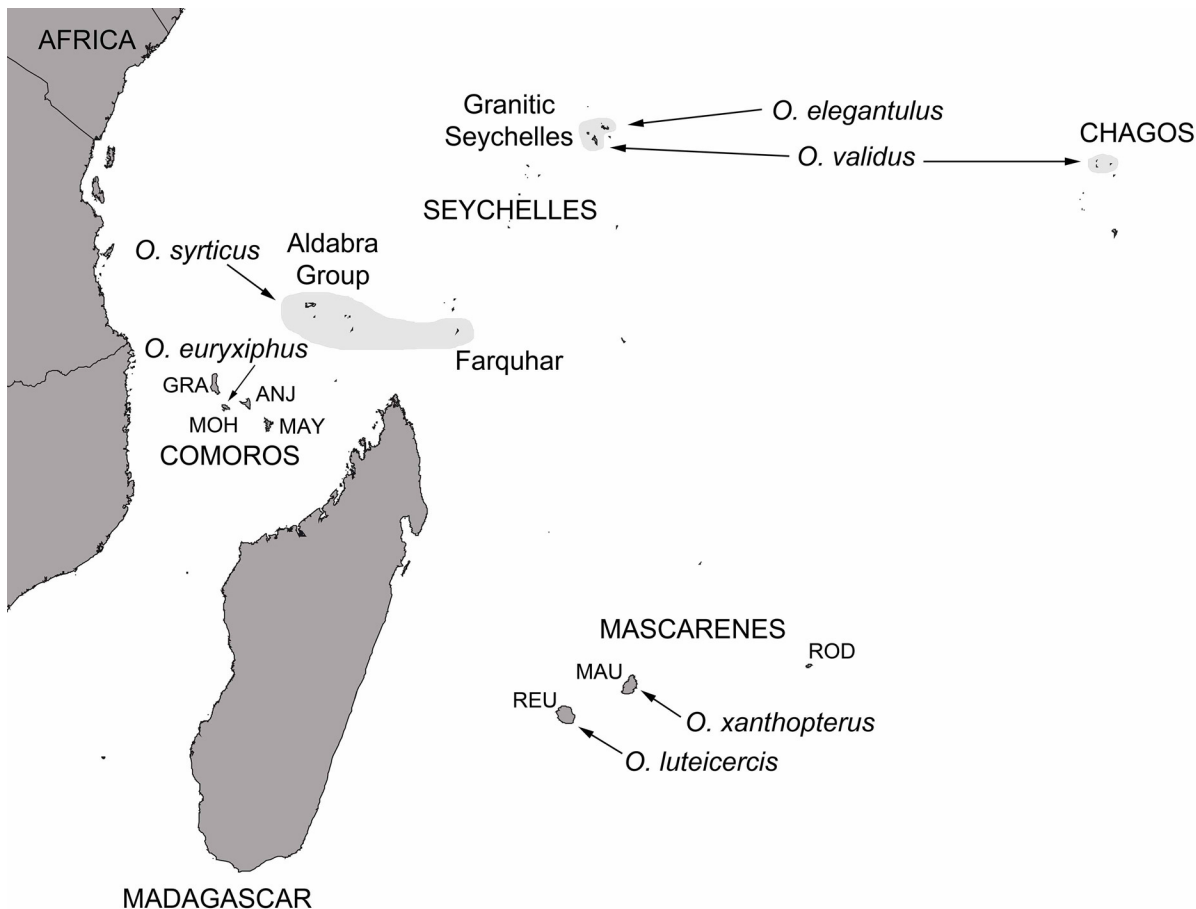 AFRICA
Granitic
Seychelles
O. elegantulus
O. validus
CHAGOS
SEYCHELLES
O. syrticus
Aldabra
Group
O. euryxiphus
Farquhar
GRA
ANJ
MOH
MAY
COMOROS
MASCARENES
ROD
MAU
REU
O. xanthopterus
O. luteicercis
MADAGASCAR